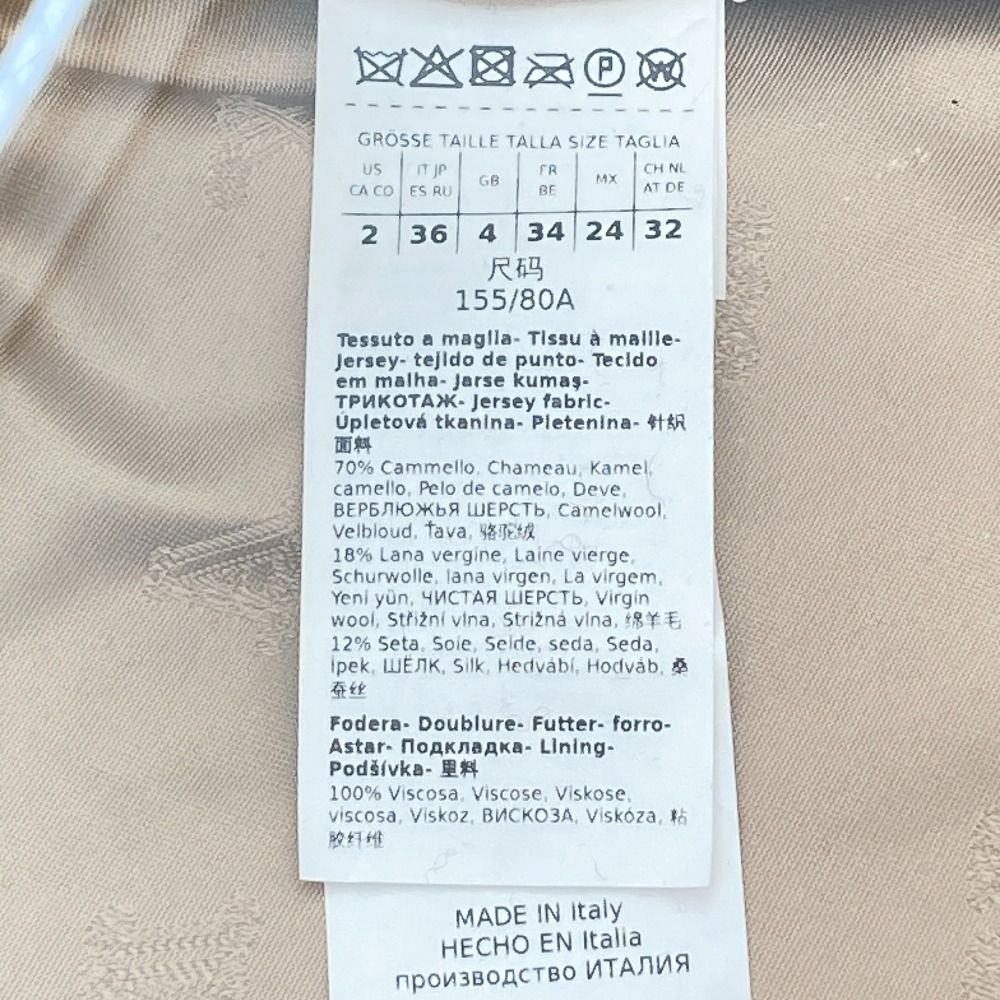 P W
GRÖSSE TAILLE TALLA SIZE TAGLIA
US IT JP GB FR MX CH NL
CA CO ES RU BE AT DE
2 36 4 34 24 32
尺码
155/80A
Tessuto a maglia- Tissu à maille-
Jersey- tejido de punto- Tecido
em malha- Jarse kumaş-
ТРИКОТАЖ- Jersey fabric-
Úpletová tkanina- Pletenina- 针织
面料
70% Cammello, Chameau, Kamel,
camello, Pelo de camelo, Deve,
ВЕРБЛЮЖЬЯ ШЕРСТЬ, Camelwool,
Velbloud, Ťava, 骆驼绒
18% Lana vergine, Laine vierge,
Schurwolle, lana virgen, La virgem,
Yeni yün, ЧИСТАЯ ШЕРСТЬ, Virgin
wool, Střižní vlna, Strižná vlna, 绵羊毛
12% Seta, Soie, Seide, seda, Seda,
İpek, ШЁЛК, Silk, Hedvábí, Hodváb, 桑
蚕丝
Fodera- Doublure- Futter- forro-
Astar- Подкладка- Lining-
Podšívka- 里料
100% Viscosa, Viscose, Viskose,
viscosa, Viskoz, ВИСКОЗА, Viskóza, 粘
胶纤维
MADE IN Italy
HECHO EN Italia
производство ИТАЛИЯ